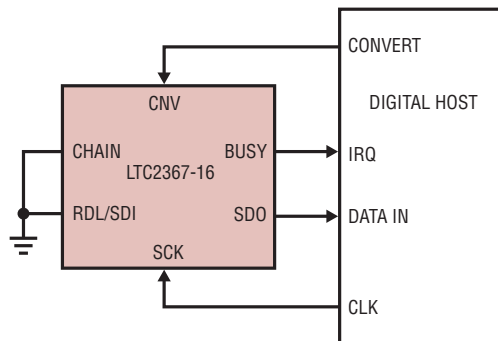 CONVERT
CNV
DIGITAL HOST
CHAIN
BUSY
IRQ
LTC2367-16
RDL/SDI
SDO
DATA IN
SCK
CLK